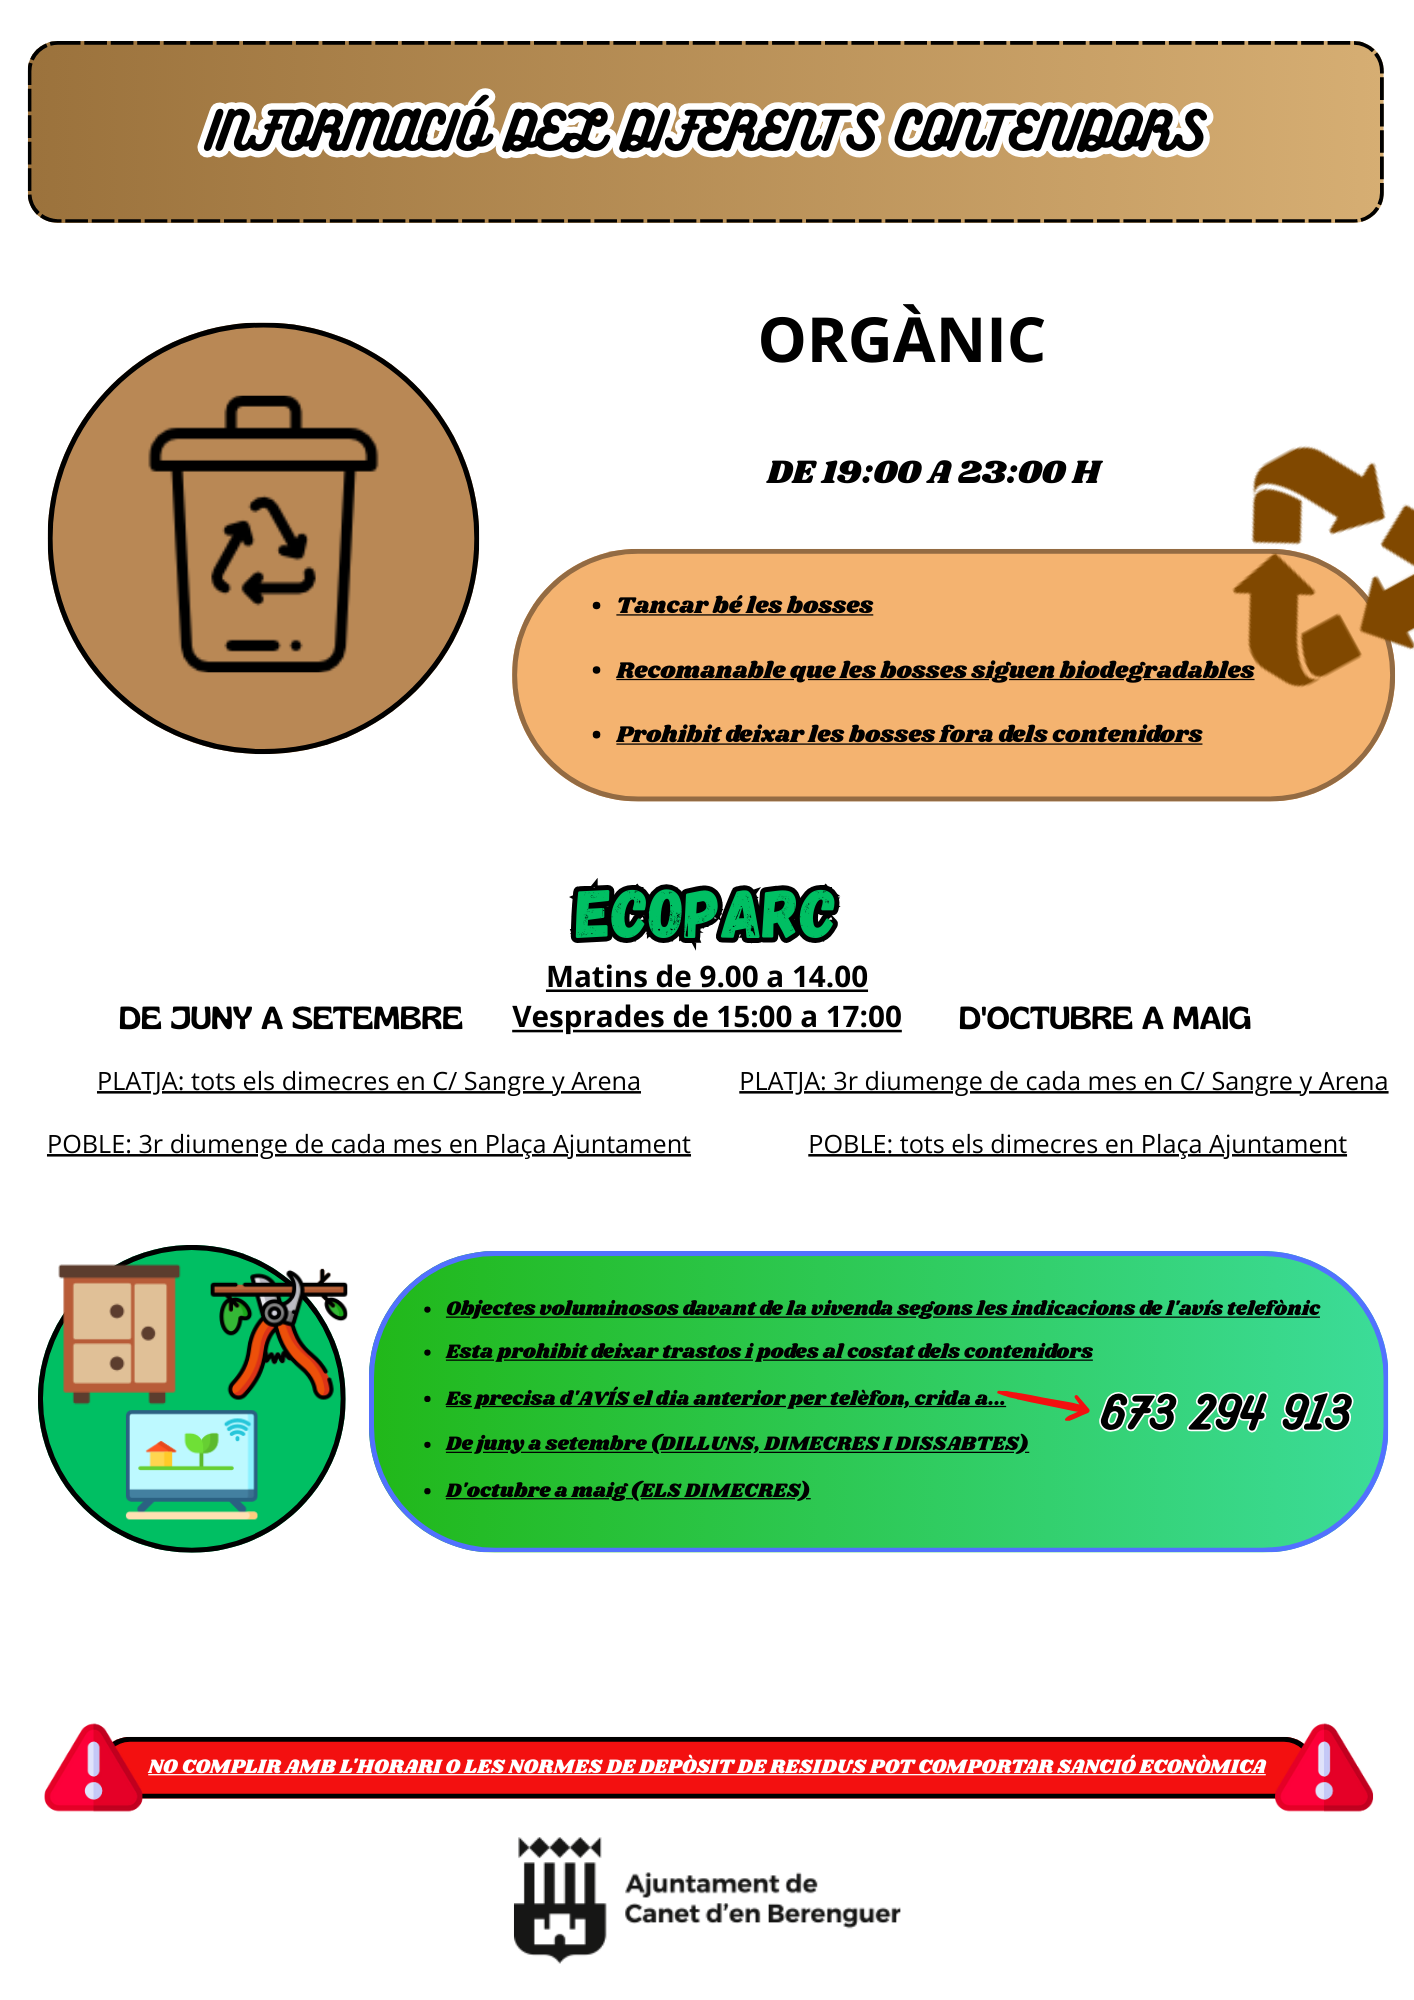 INFORMACIÓ DEL DIFERENTS CONTENIDORS
ORGÀNIC
DE 19:00 A 23:00 H
• Tancar bé les bosses
• Recomanable que les bosses siguen biodegradables
• Prohibit deixar les bosses fora dels contenidors
ECOPARC
Matins de 9.00 a 14.00
Vesprades de 15:00 a 17:00
DE JUNY A SETEMBRE
PLATJA: tots els dimecres en C/ Sangre y Arena
POBLE: 3r diumenge de cada mes en Plaça Ajuntament
D'OCTUBRE A MAIG
PLATJA: 3r diumenge de cada mes en C/ Sangre y Arena
POBLE: tots els dimecres en Plaça Ajuntament
• Objectes voluminosos davant de la vivenda segons les indicacions de l'avís telefònic
• Esta prohibit deixar trastos i podes al costat dels contenidors
• Es precisa d'AVÍS el dia anterior per telèfon, crida a...
673 294 913
• De juny a setembre (DILLUNS, DIMECRES I DISSABTES)
• D'octubre a maig (ELS DIMECRES)
NO COMPLIR AMB L'HORARI O LES NORMES DE DEPÒSIT DE RESIDUS POT COMPORTAR SANCIÓ ECONÒMICA
Ajuntament de
Canet d'en Berenguer